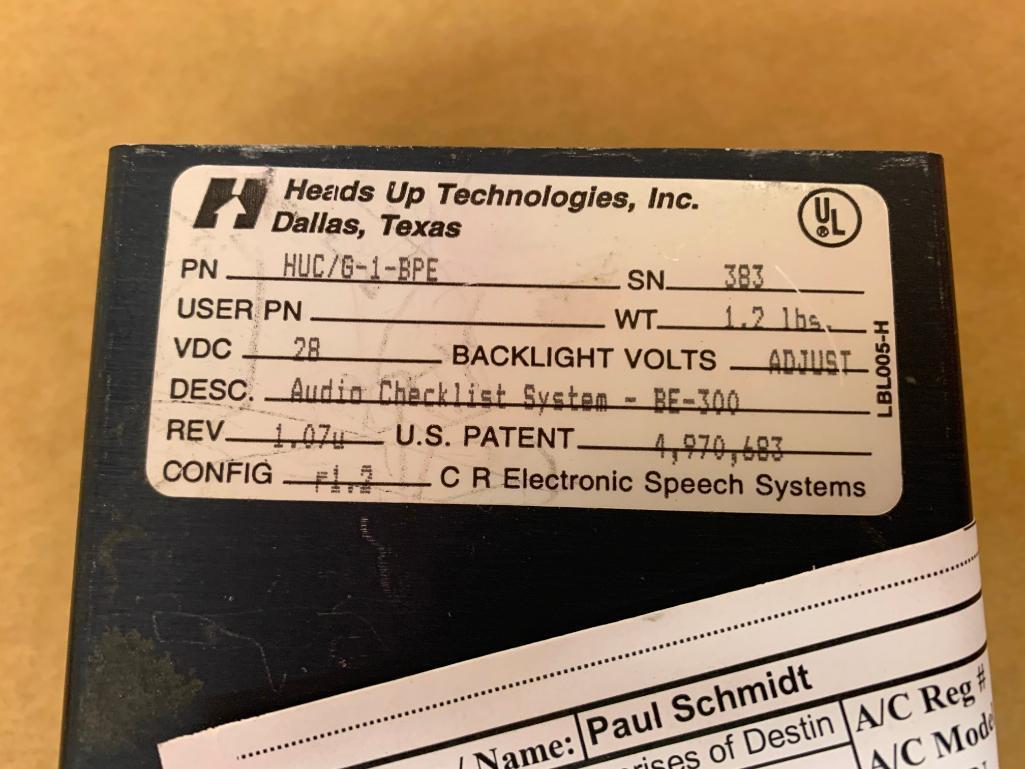 Heads Up Technologies, Inc.
Dallas, Texas
UL
®
PN HUC/G-1-BPE SN 383
USER PN WT. 1.2 lbs.
VDC 28 BACKLIGHT VOLTS ADJUST
DESC. Audio Checklist System - BE-300
REV. 1.07u U.S. PATENT 4,970,683
CONFIG r1.2 C R Electronic Speech Systems
LBL005-H
/ Name: Paul Schmidt A/C Reg #
of Destin A/C